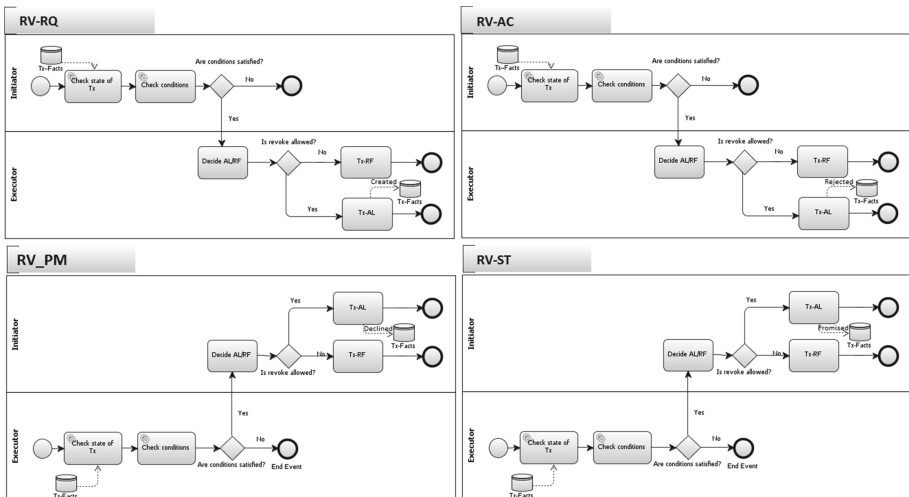 RV-RQ
Initiator
Tx-Facts
Check state of
Tx
Check conditions
Are conditions satisfied?
No
Yes
Executor
Decide AL/RF
Is revoke allowed?
No
Tx-RF
Created
Tx-Facts
Yes
Tx-AL
RV-AC
Initiator
Tx-Facts
Check state of
Tx
Check conditions
Are conditions satisfied?
No
Yes
Executor
Decide AL/RF
Is revoke allowed?
No
Tx-RF
Rejected
Tx-Facts
Yes
Tx-AL
RV_PM
Initiator
Yes
Tx-AL
Declined
Tx-Facts
Decide AL/RF
No
Tx-RF
Is revoke allowed?
Executor
Yes
Check state of
Tx
Check conditions
No
Are conditions satisfied?
End Event
Tx-Facts
RV-ST
Initiator
Yes
Tx-AL
Promised
Tx-Facts
Decide AL/RF
No
Tx-RF
Is revoke allowed?
Executor
Yes
Check state of
Tx
Check conditions
No
Are conditions satisfied?
End Event
Tx-Facts